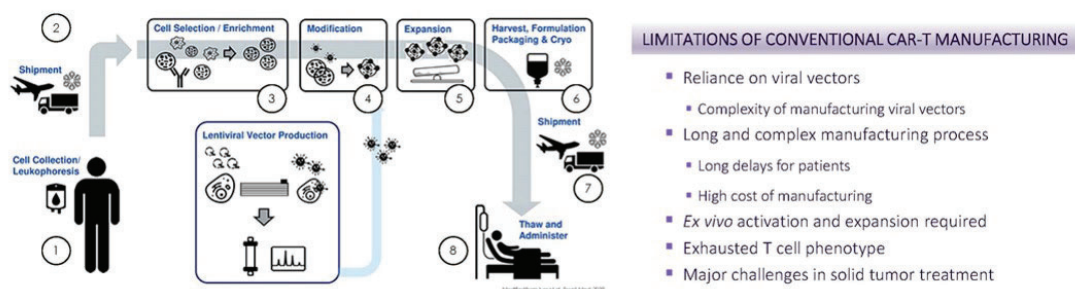 2
Shipment
Cell Collection/
Leukophoresis
1
Cell Selection / Enrichment
3
Modification
4
Expansion
5
Harvest, Formulation
Packaging & Cryo
6
Lentiviral Vector Production
Shipment
7
Thaw and
Administer
8
LIMITATIONS OF CONVENTIONAL CAR-T MANUFACTURING
Reliance on viral vectors
Complexity of manufacturing viral vectors
Long and complex manufacturing process
Long delays for patients
High cost of manufacturing
Ex vivo activation and expansion required
Exhausted T cell phenotype
Major challenges in solid tumor treatment